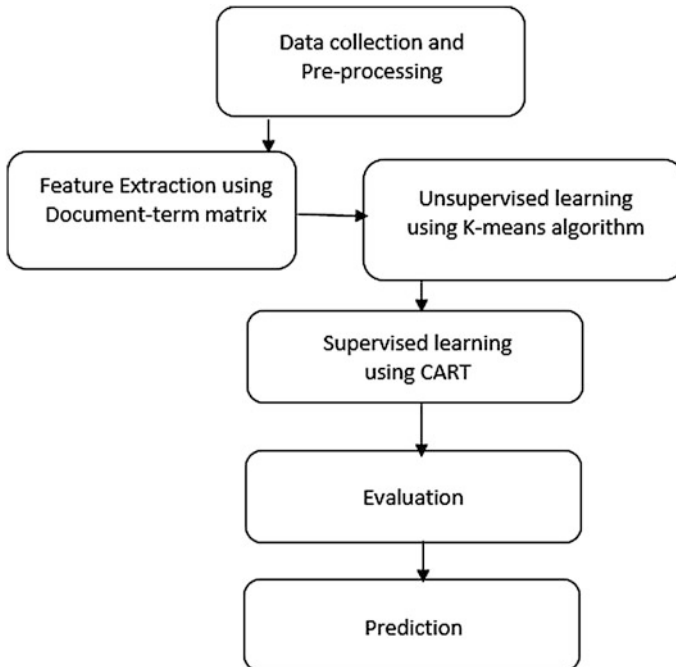 Data collection and
Pre-processing
Feature Extraction using
Document-term matrix
Unsupervised learning
using K-means algorithm
Supervised learning
using CART
Evaluation
Prediction